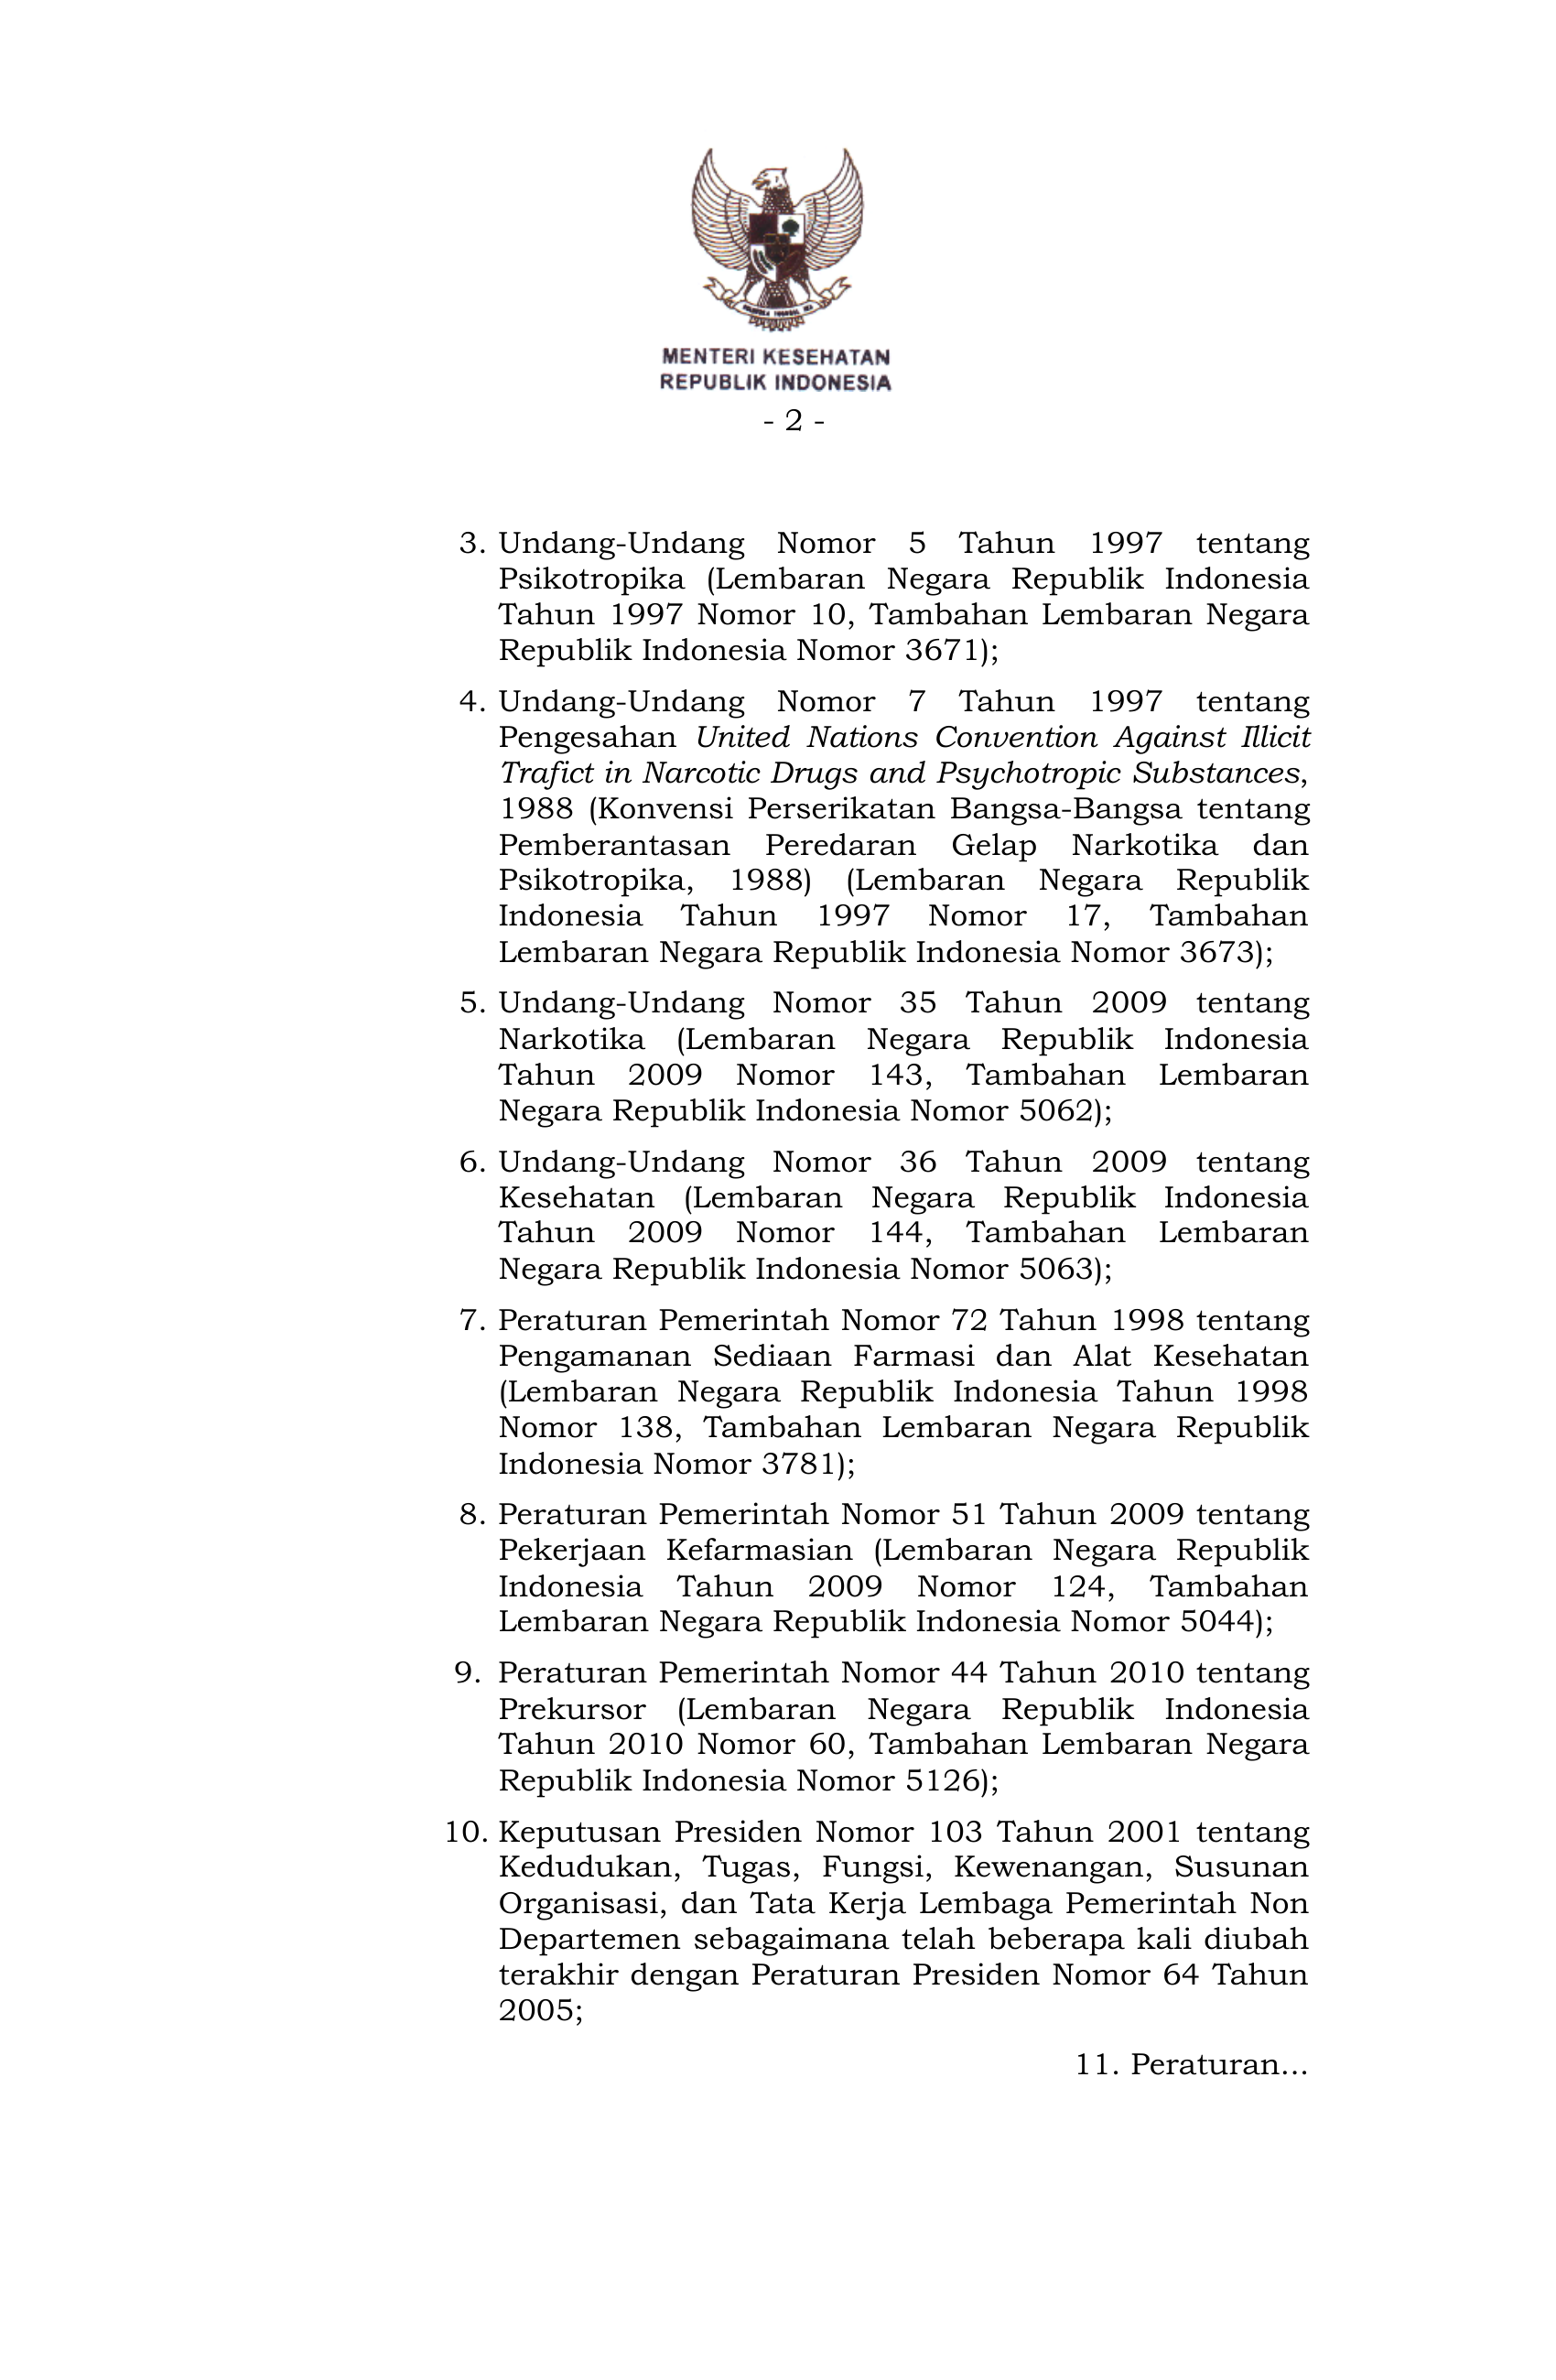 MENTERI KESEHATAN
REPUBLIK INDONESIA
- 2 -
3. Undang-Undang Nomor 5 Tahun 1997 tentang
Psikotropika (Lembaran Negara Republik Indonesia
Tahun 1997 Nomor 10, Tambahan Lembaran Negara
Republik Indonesia Nomor 3671);
4. Undang-Undang Nomor 7 Tahun 1997 tentang
Pengesahan United Nations Convention Against Illicit
Trafict in Narcotic Drugs and Psychotropic Substances,
1988 (Konvensi Perserikatan Bangsa-Bangsa tentang
Pemberantasan Peredaran Gelap Narkotika dan
Psikotropika, 1988) (Lembaran Negara Republik
Indonesia Tahun 1997 Nomor 17, Tambahan
Lembaran Negara Republik Indonesia Nomor 3673);
5. Undang-Undang Nomor 35 Tahun 2009 tentang
Narkotika (Lembaran Negara Republik Indonesia
Tahun 2009 Nomor 143, Tambahan Lembaran
Negara Republik Indonesia Nomor 5062);
6. Undang-Undang Nomor 36 Tahun 2009 tentang
Kesehatan (Lembaran Negara Republik Indonesia
Tahun 2009 Nomor 144, Tambahan Lembaran
Negara Republik Indonesia Nomor 5063);
7. Peraturan Pemerintah Nomor 72 Tahun 1998 tentang
Pengamanan Sediaan Farmasi dan Alat Kesehatan
(Lembaran Negara Republik Indonesia Tahun 1998
Nomor 138, Tambahan Lembaran Negara Republik
Indonesia Nomor 3781);
8. Peraturan Pemerintah Nomor 51 Tahun 2009 tentang
Pekerjaan Kefarmasian (Lembaran Negara Republik
Indonesia Tahun 2009 Nomor 124, Tambahan
Lembaran Negara Republik Indonesia Nomor 5044);
9. Peraturan Pemerintah Nomor 44 Tahun 2010 tentang
Prekursor (Lembaran Negara Republik Indonesia
Tahun 2010 Nomor 60, Tambahan Lembaran Negara
Republik Indonesia Nomor 5126);
10. Keputusan Presiden Nomor 103 Tahun 2001 tentang
Kedudukan, Tugas, Fungsi, Kewenangan, Susunan
Organisasi, dan Tata Kerja Lembaga Pemerintah Non
Departemen sebagaimana telah beberapa kali diubah
terakhir dengan Peraturan Presiden Nomor 64 Tahun
2005;
11. Peraturan...